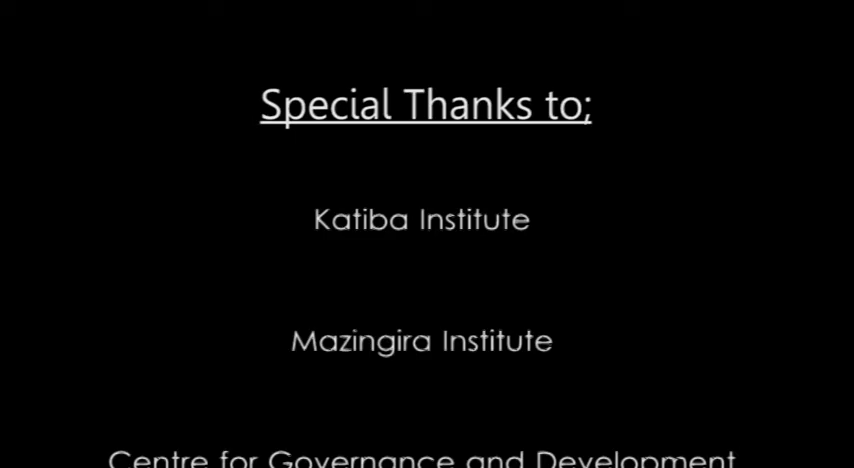 Special Thanks to;
Katiba Institute
Mazingira Institute
Centre for Governance and Development